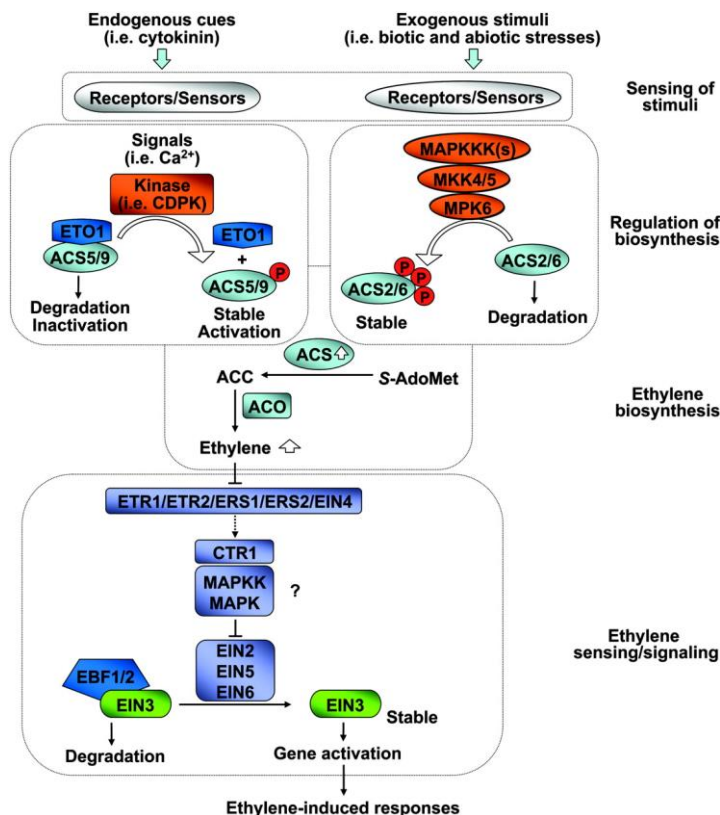 Endogenous cues
(i.e. cytokinin)
Exogenous stimuli
(i.e. biotic and abiotic stresses)
Receptors/Sensors
Receptors/Sensors
Sensing of
stimuli
Signals
(i.e. Ca²⁺)
Kinase
(i.e. CDPK)
ETO1
ACS5/9
Degradation
Inactivation
ETO1
+
ACS5/9
P
Stable
Activation
MAPKKK(s)
MKK4/5
MPK6
ACS2/6
P
P
P
Stable
ACS2/6
Degradation
Regulation of
biosynthesis
ACS
ACC
S-AdoMet
ACO
Ethylene
Ethylene
biosynthesis
ETR1/ETR2/ERS1/ERS2/EIN4
CTR1
MAPKK
MAPK
?
EIN2
EIN5
EIN6
EBF1/2
EIN3
Degradation
EIN3
Stable
Gene activation
Ethylene
sensing/signaling
Ethylene-induced responses